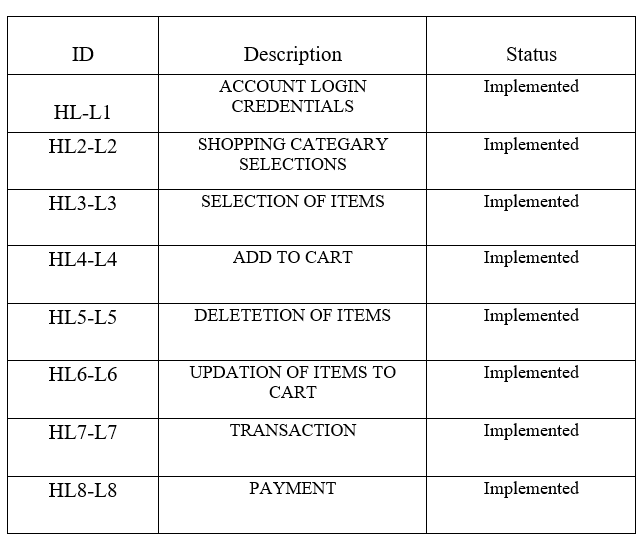 ID Description Status
HL-L1 ACCOUNT LOGIN CREDENTIALS Implemented
HL2-L2 SHOPPING CATEGARY SELECTIONS Implemented
HL3-L3 SELECTION OF ITEMS Implemented
HL4-L4 ADD TO CART Implemented
HL5-L5 DELETETION OF ITEMS Implemented
HL6-L6 UPDATION OF ITEMS TO CART Implemented
HL7-L7 TRANSACTION Implemented
HL8-L8 PAYMENT Implemented